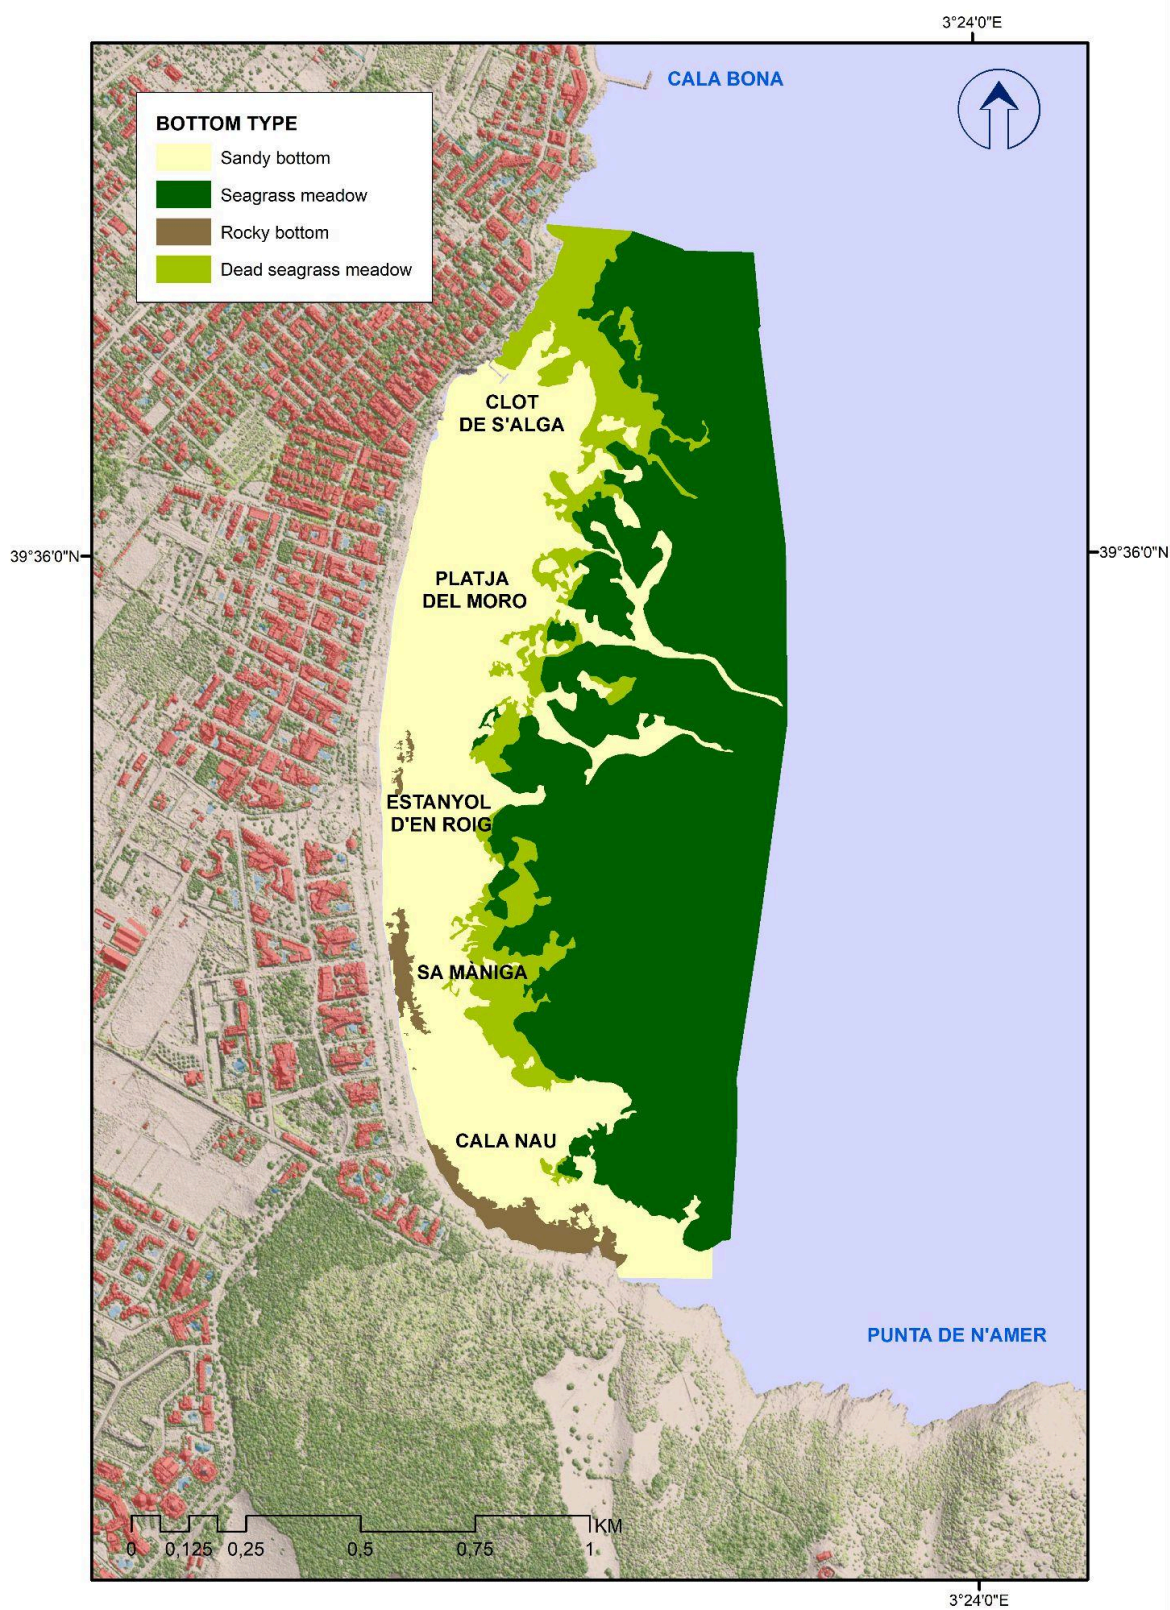 3°24'0"E
CALA BONA
BOTTOM TYPE
Sandy bottom
Seagrass meadow
Rocky bottom
Dead seagrass meadow
CLOT
DE S'ALGA
39°36'0"N
39°36'0"N
PLATJA
DEL MORO
ESTANYOL
D'EN ROIG
SA MÀNIGA
CALA NAU
PUNTA DE N'AMER
KM
0 0,125 0,25 0,5 0,75 1
3°24'0"E